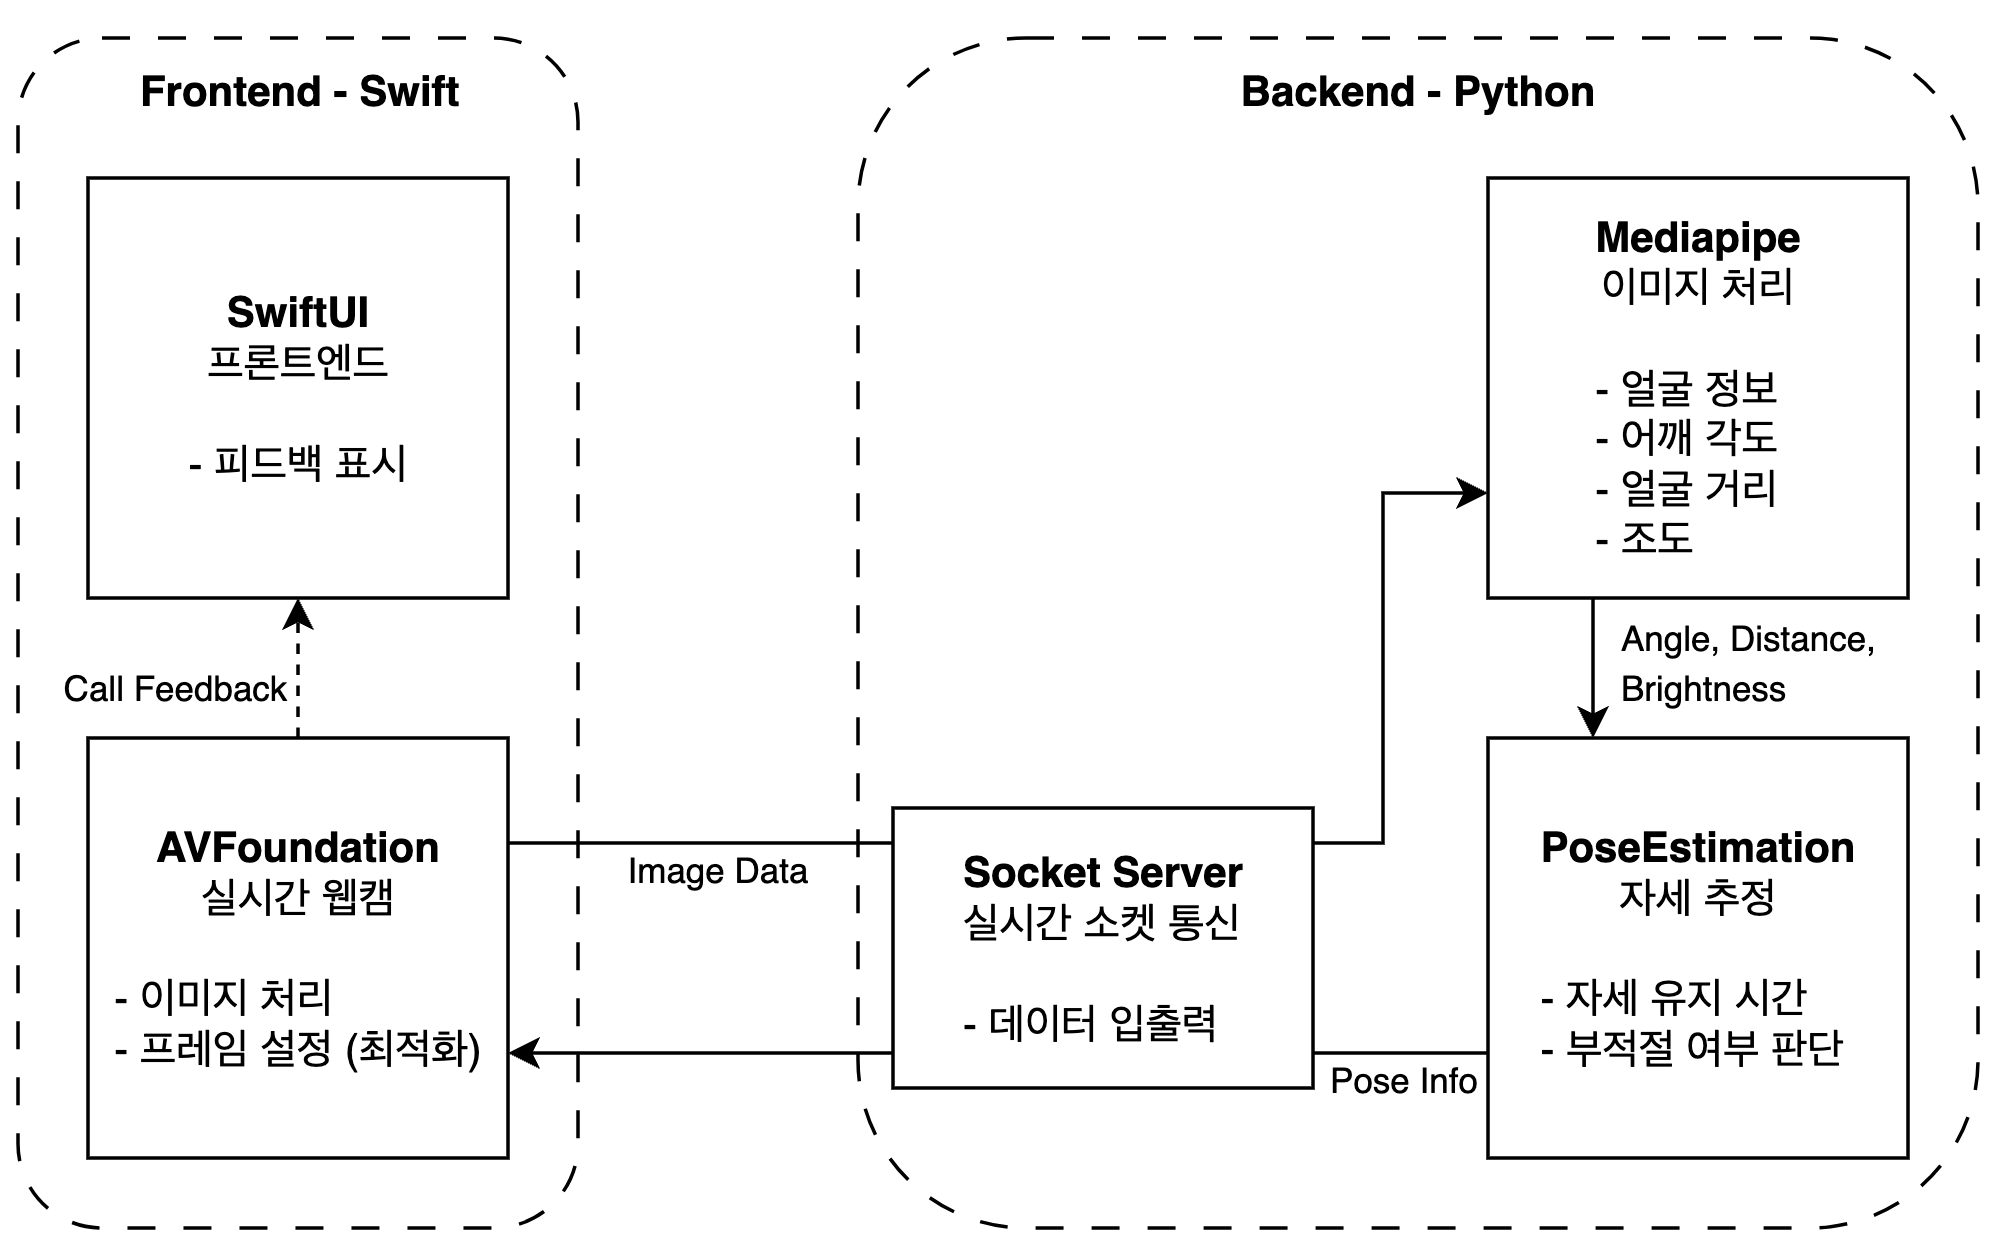 Frontend - Swift
SwiftUI
프론트엔드
- 피드백 표시
Call Feedback
AVFoundation
실시간 웹캠
- 이미지 처리
- 프레임 설정 (최적화)
Image Data
Backend - Python
Socket Server
실시간 소켓 통신
- 데이터 입출력
Mediapipe
이미지 처리
- 얼굴 정보
- 어깨 각도
- 얼굴 거리
- 조도
Angle, Distance,
Brightness
PoseEstimation
자세 추정
- 자세 유지 시간
- 부적절 여부 판단
Pose Info